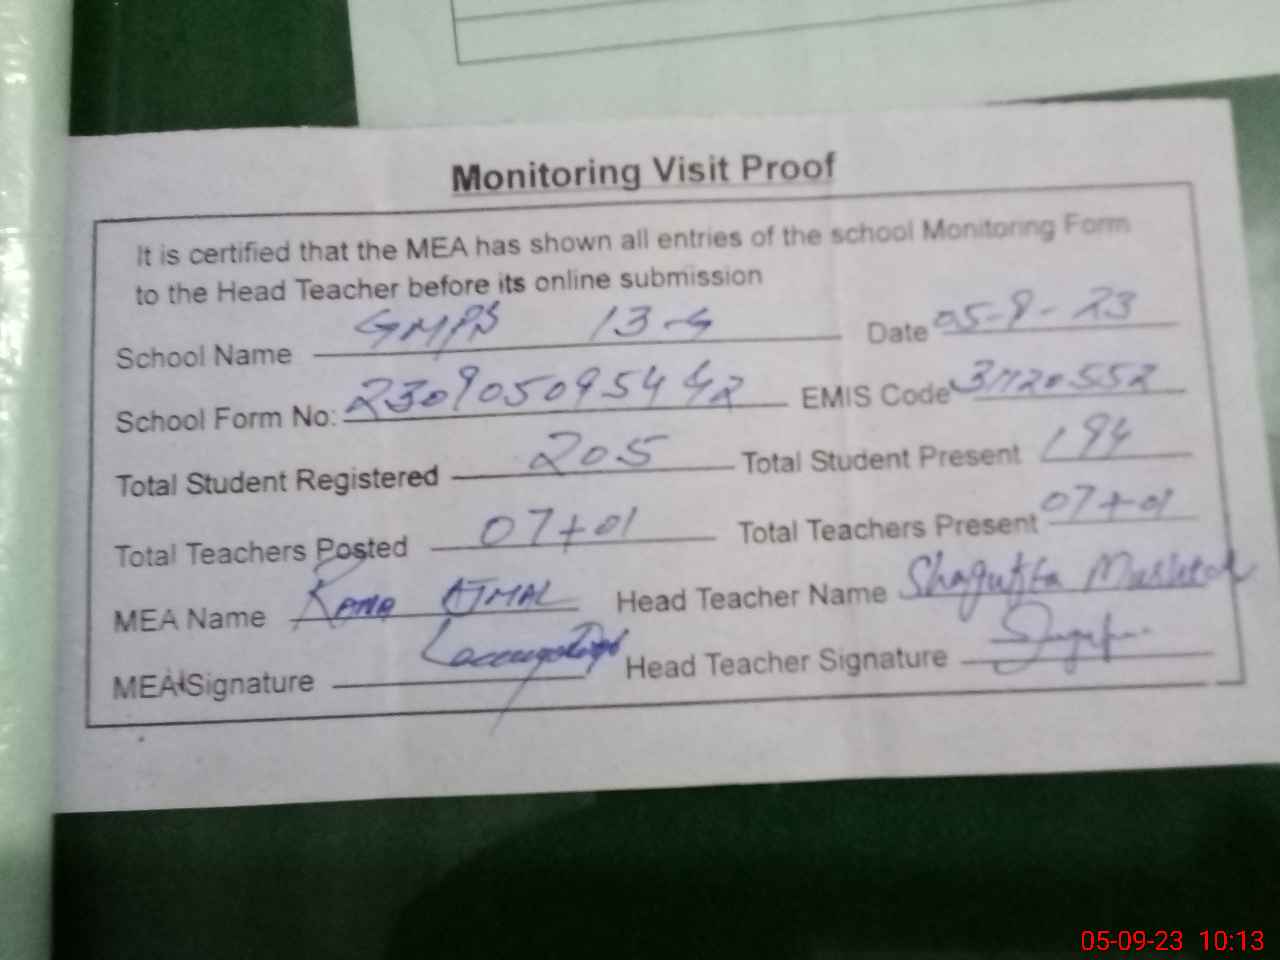 Monitoring Visit Proof
It is certified that the MEA has shown all entries of the school Monitoring Form
to the Head Teacher before its online submission
School Name GMPS 13-G Date 05-9-23
School Form No: 230905095442 EMIS Code 37720552
Total Student Registered 205 Total Student Present 194
Total Teachers Posted 07+01 Total Teachers Present 07+01
MEA Name Rana AJMAL Head Teacher Name Shagufta
MEA Signature Head Teacher Signature
05-09-23 10:13